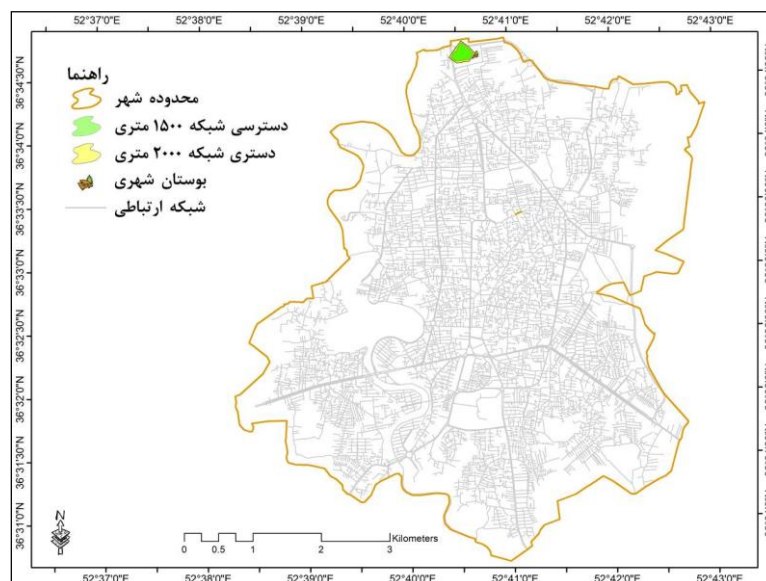 52°37'0"E 52°38'0"E 52°39'0"E 52°40'0"E 52°41'0"E 52°42'0"E 52°43'0"E
راهنما
محدوده شهر
دسترسی شبکه ۱۵۰۰ متری
دستری شبکه ۲۰۰۰ متری
بوستان شهری
شبکه ارتباطی
36°34'30"N
36°34'0"N
36°33'30"N
36°33'0"N
36°32'30"N
36°32'0"N
36°31'30"N
36°31'0"N
N
0 0.5 1 2 3
Kilometers
52°37'0"E 52°38'0"E 52°39'0"E 52°40'0"E 52°41'0"E 52°42'0"E 52°43'0"E